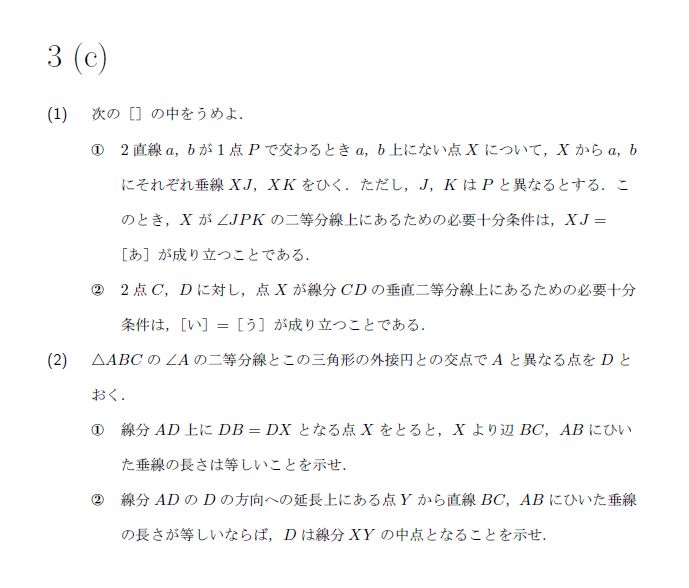 3 (c)
(1) 次の［］の中をうめよ．
① 2 直線 a，b が 1 点 P で交わるとき a，b 上にない点 X について，X から a，b
にそれぞれ垂線 XJ，XK をひく．ただし，J，K は P と異なるとする．こ
のとき，X が ∠JPK の二等分線上にあるための必要十分条件は，XJ =
［あ］が成り立つことである．
② 2 点 C，D に対し，点 X が線分 CD の垂直二等分線上にあるための必要十分
条件は，［い］=［う］が成り立つことである．
(2) △ABC の ∠A の二等分線とこの三角形の外接円との交点で A と異なる点を D と
おく．
① 線分 AD 上に DB = DX となる点 X をとると，X より辺 BC，AB にひい
た垂線の長さは等しいことを示せ．
② 線分 AD の D の方向への延長上にある点 Y から直線 BC，AB にひいた垂線
の長さが等しいならば，D は線分 XY の中点となることを示せ．